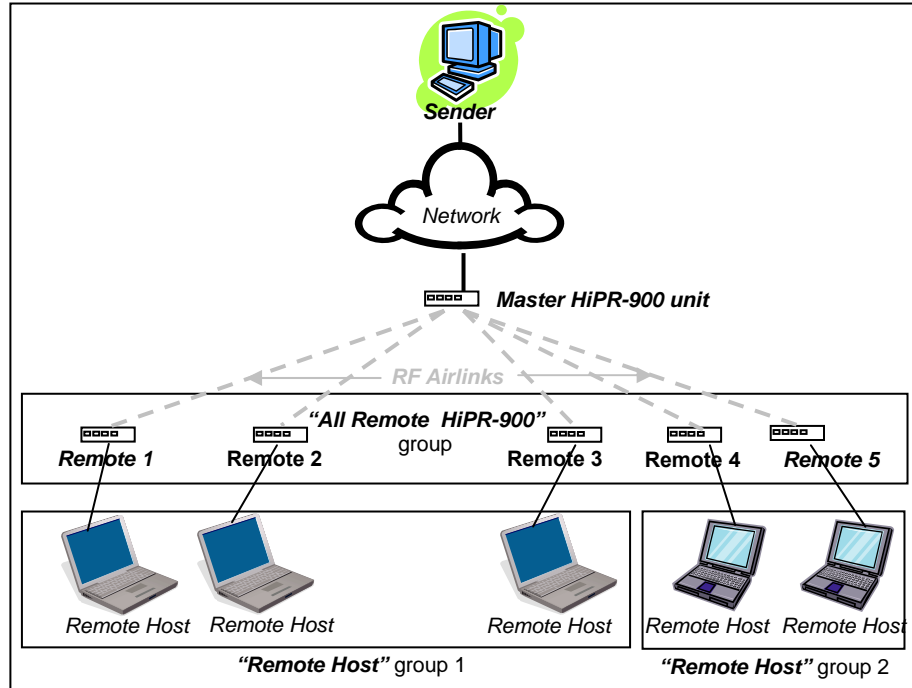 Sender
Network
Master HiPR-900 unit
RF Airlinks
“All Remote HiPR-900”
group
Remote 1
Remote 2
Remote 3
Remote 4
Remote 5
Remote Host
Remote Host
Remote Host
Remote Host
Remote Host
“Remote Host” group 1
“Remote Host” group 2